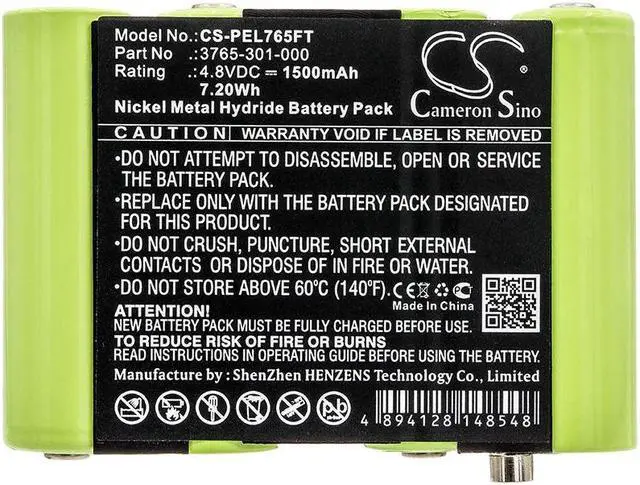 Model No.:CS-PEL765FT
Part No. :3765-301-000
Rating :4.8VDC ⎓ 1500mAh
7.20Wh
Nickel Metal Hydride Battery Pack
CS
Cameron Sino
CAUTION WARRANTY VOID IF LABEL IS REMOVED
•DO NOT ATTEMPT TO DISASSEMBLE, OPEN OR SERVICE
THE BATTERY PACK.
•REPLACE ONLY WITH THE BATTERY PACK DESIGNATED
FOR THIS PRODUCT.
•DO NOT CRUSH, PUNCTURE, SHORT EXTERNAL
CONTACTS OR DISPOSE OF IN FIRE OR WATER.
•DO NOT STORE ABOVE 60°C (140°F).
CE PCT
Made In China
ATTENTION!
NEW BATTERY PACK MUST BE FULLY CHARGED BEFORE USE.
TO REDUCE RISK OF FIRE OR BURNS
READ INSTRUCTIONS IN OPERATING THE BATTERY PACK BEFORE USE.
Manufacture by : ShenZhen HENZENS Technology Co., Limited
pb
4 894128 148548